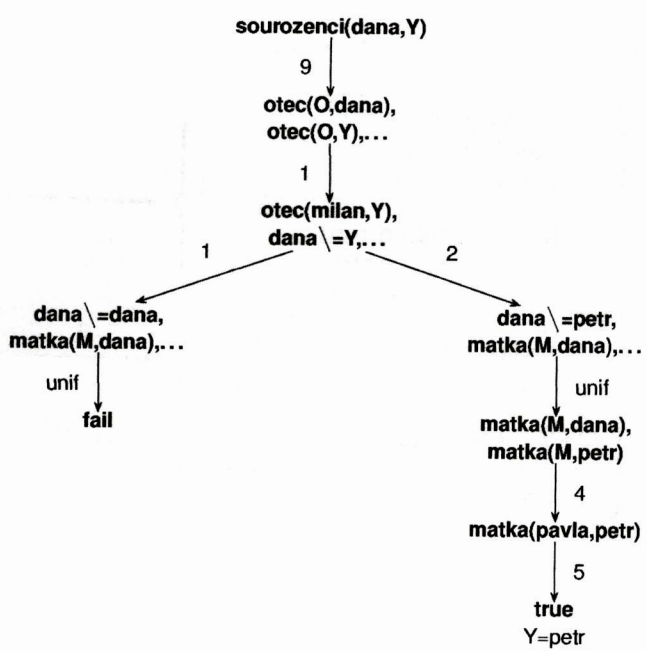 sourozenci(dana,Y)
9
otec(O,dana),
otec(O,Y),...
1
otec(milan,Y),
dana\=Y,...
1
2
dana\=dana,
matka(M,dana),...
unif
fail
dana\=petr,
matka(M,dana),...
unif
matka(M,dana),
matka(M,petr)
4
matka(pavla,petr)
5
true
Y=petr